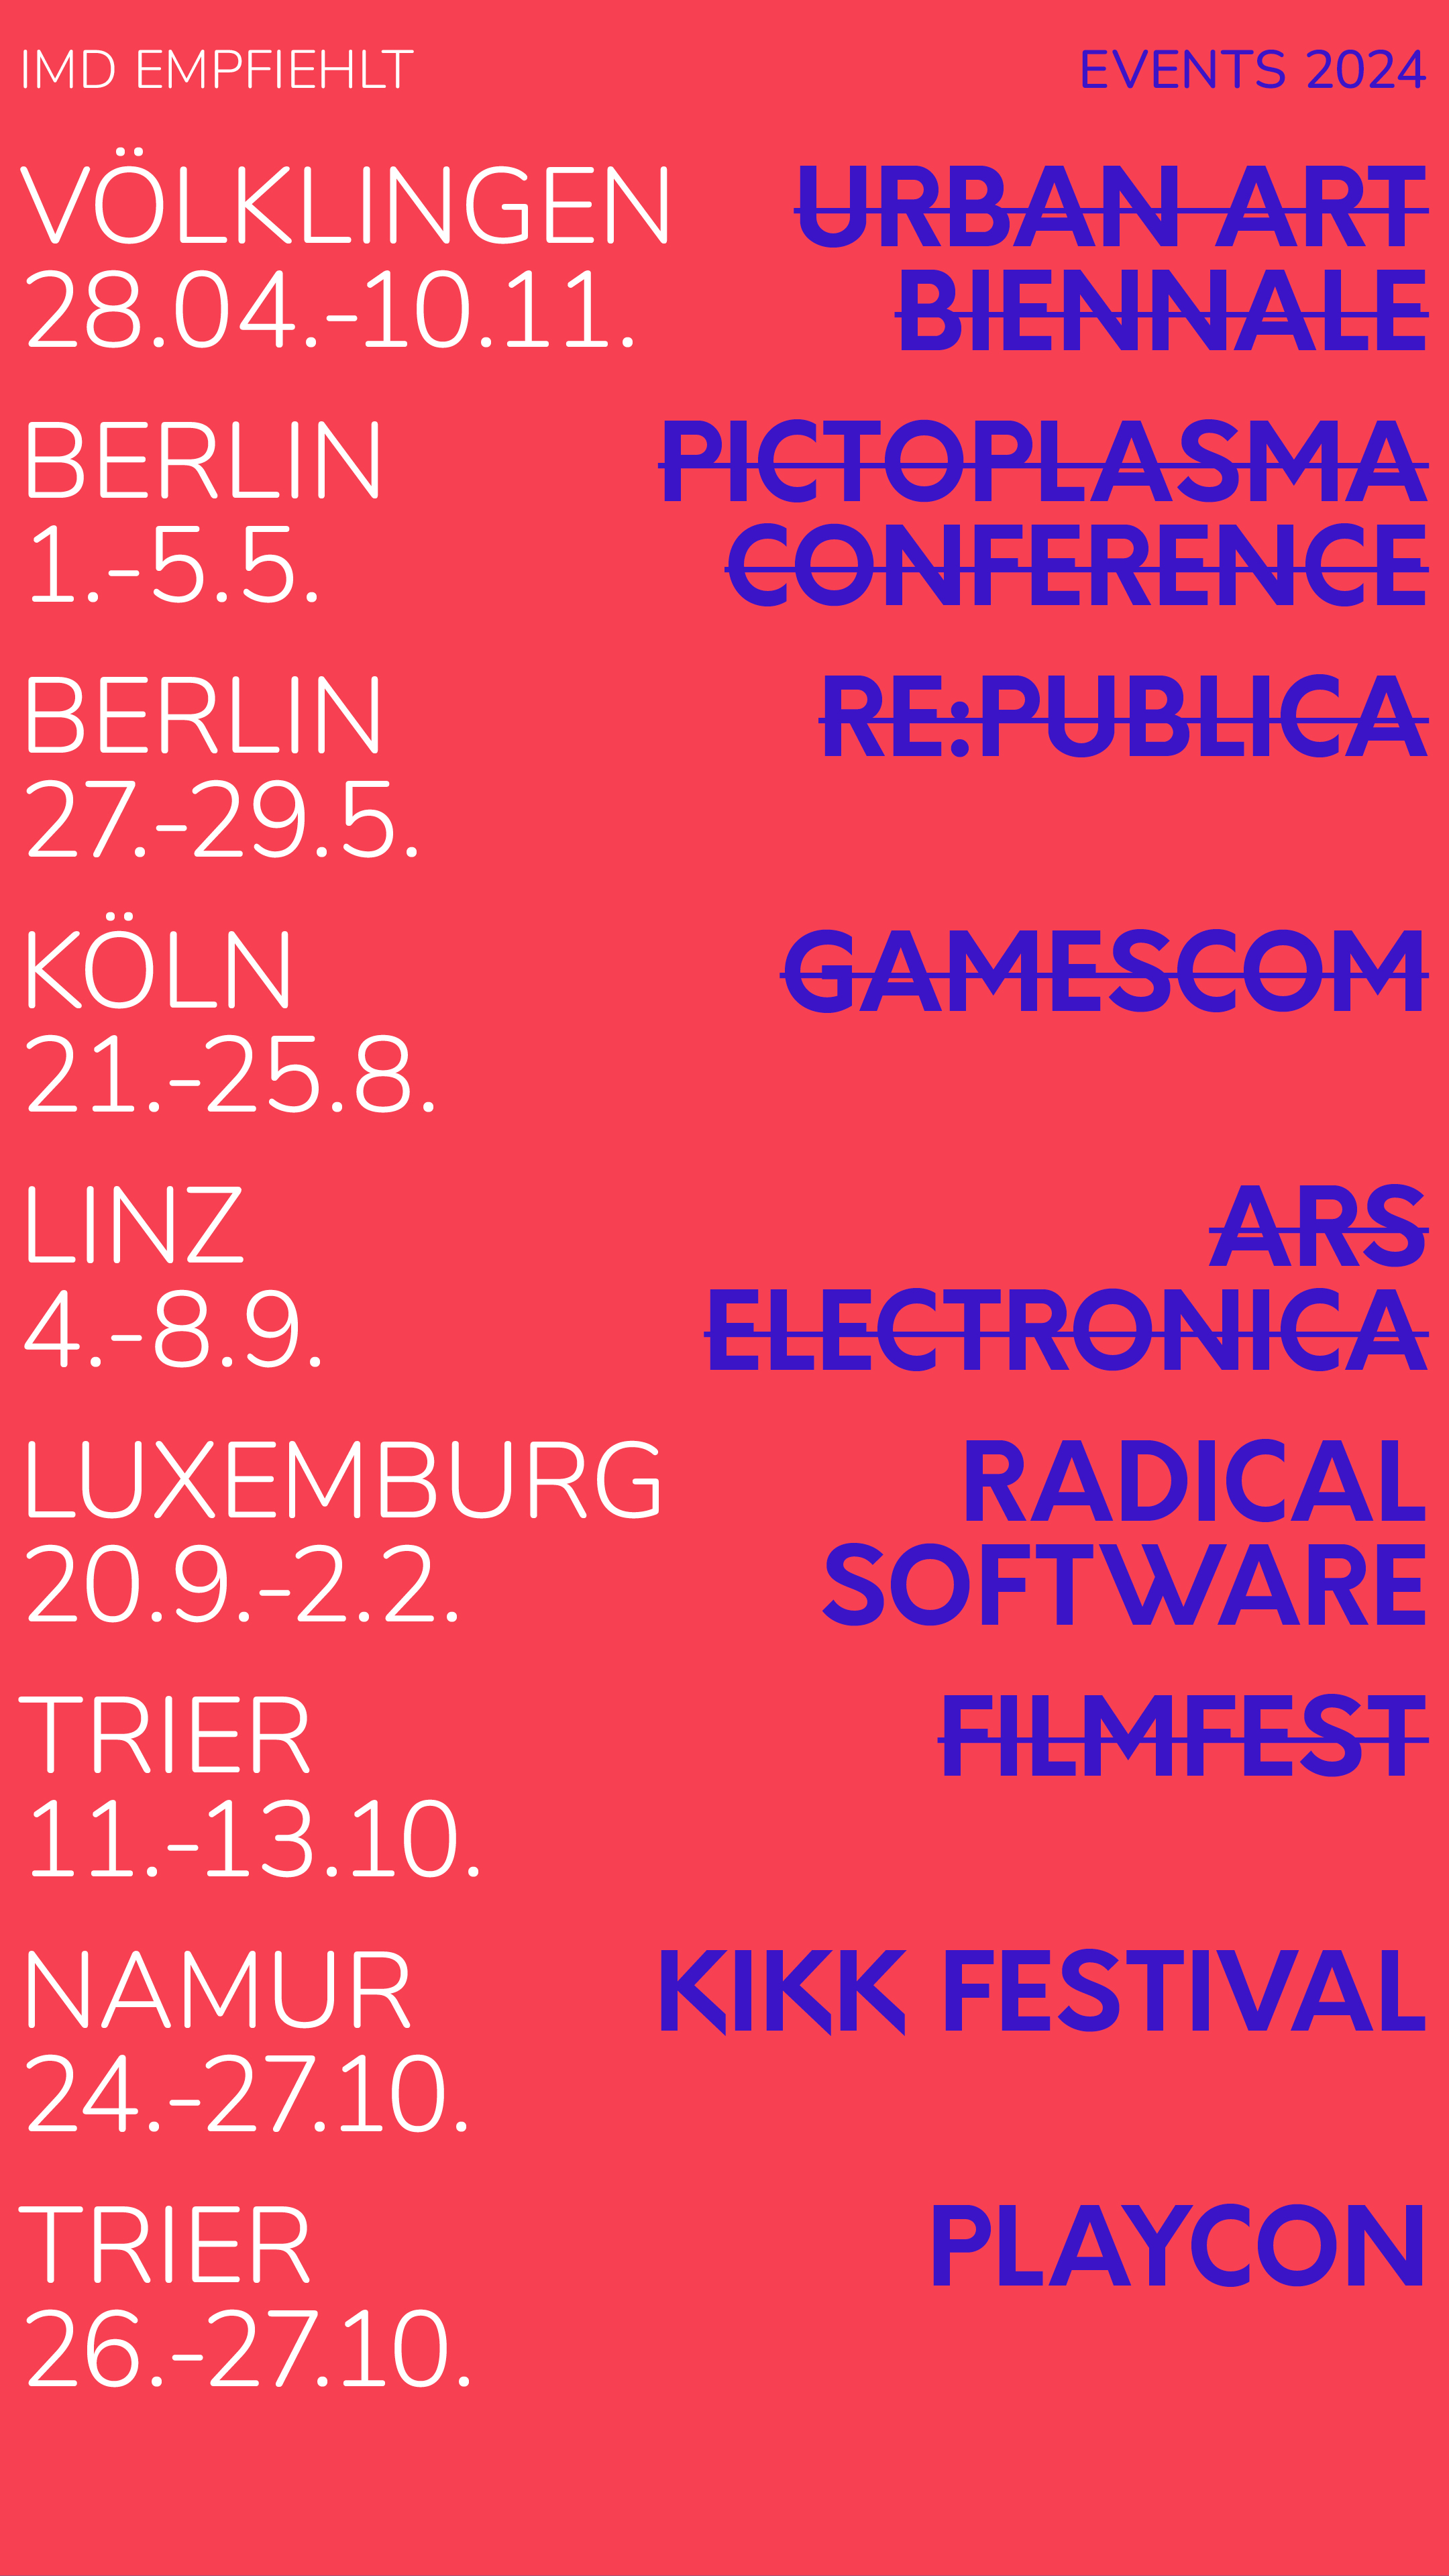 IMD EMPFIEHLT EVENTS 2024
VÖLKLINGEN URBAN ART
28.04.-10.11. BIENNALE
BERLIN PICTOPLASMA
1.-5.5. CONFERENCE
BERLIN RE:PUBLICA
27.-29.5.
KÖLN GAMESCOM
21.-25.8.
LINZ ARS
4.-8.9. ELECTRONICA
LUXEMBURG RADICAL
20.9.-2.2. SOFTWARE
TRIER FILMFEST
11.-13.10.
NAMUR KIKK FESTIVAL
24.-27.10.
TRIER PLAYCON
26.-27.10.